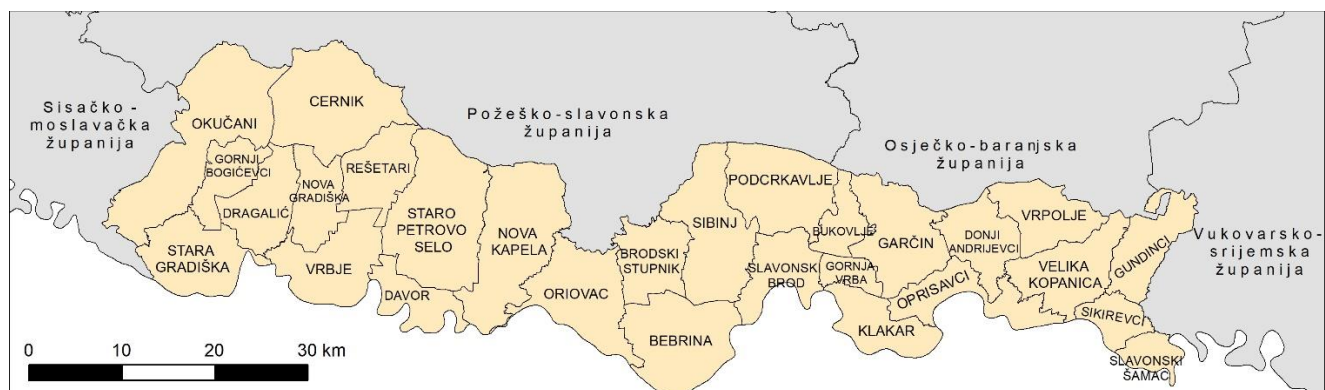 Sisačko-
moslavačka
županija
Požeško-slavonska
županija
Osječko-baranjska
županija
Vukovarsko-
srijemska
županija
OKUČANI
CERNIK
GORNJI
BOGIĆEVCI
NOVA
GRADIŠKA
REŠETARI
DRAGALIĆ
STARA
GRADIŠKA
VRBJE
STARO
PETROVO
SELO
DAVOR
NOVA
KAPELA
ORIOVAC
BRODSKI
STUPNIK
BEBRINA
SIBINJ
PODCRKAVLJE
SLAVONSKI
BROD
BUKOVLJE
GORNJA
VRBA
KLAKAR
GARČIN
OPRISAVCI
DONJI
ANDRIJEVCI
VRPOLJE
VELIKA
KOPANICA
GUNDINCI
SIKIREVCI
SLAVONSKI
ŠAMAC
0 10 20 30 km